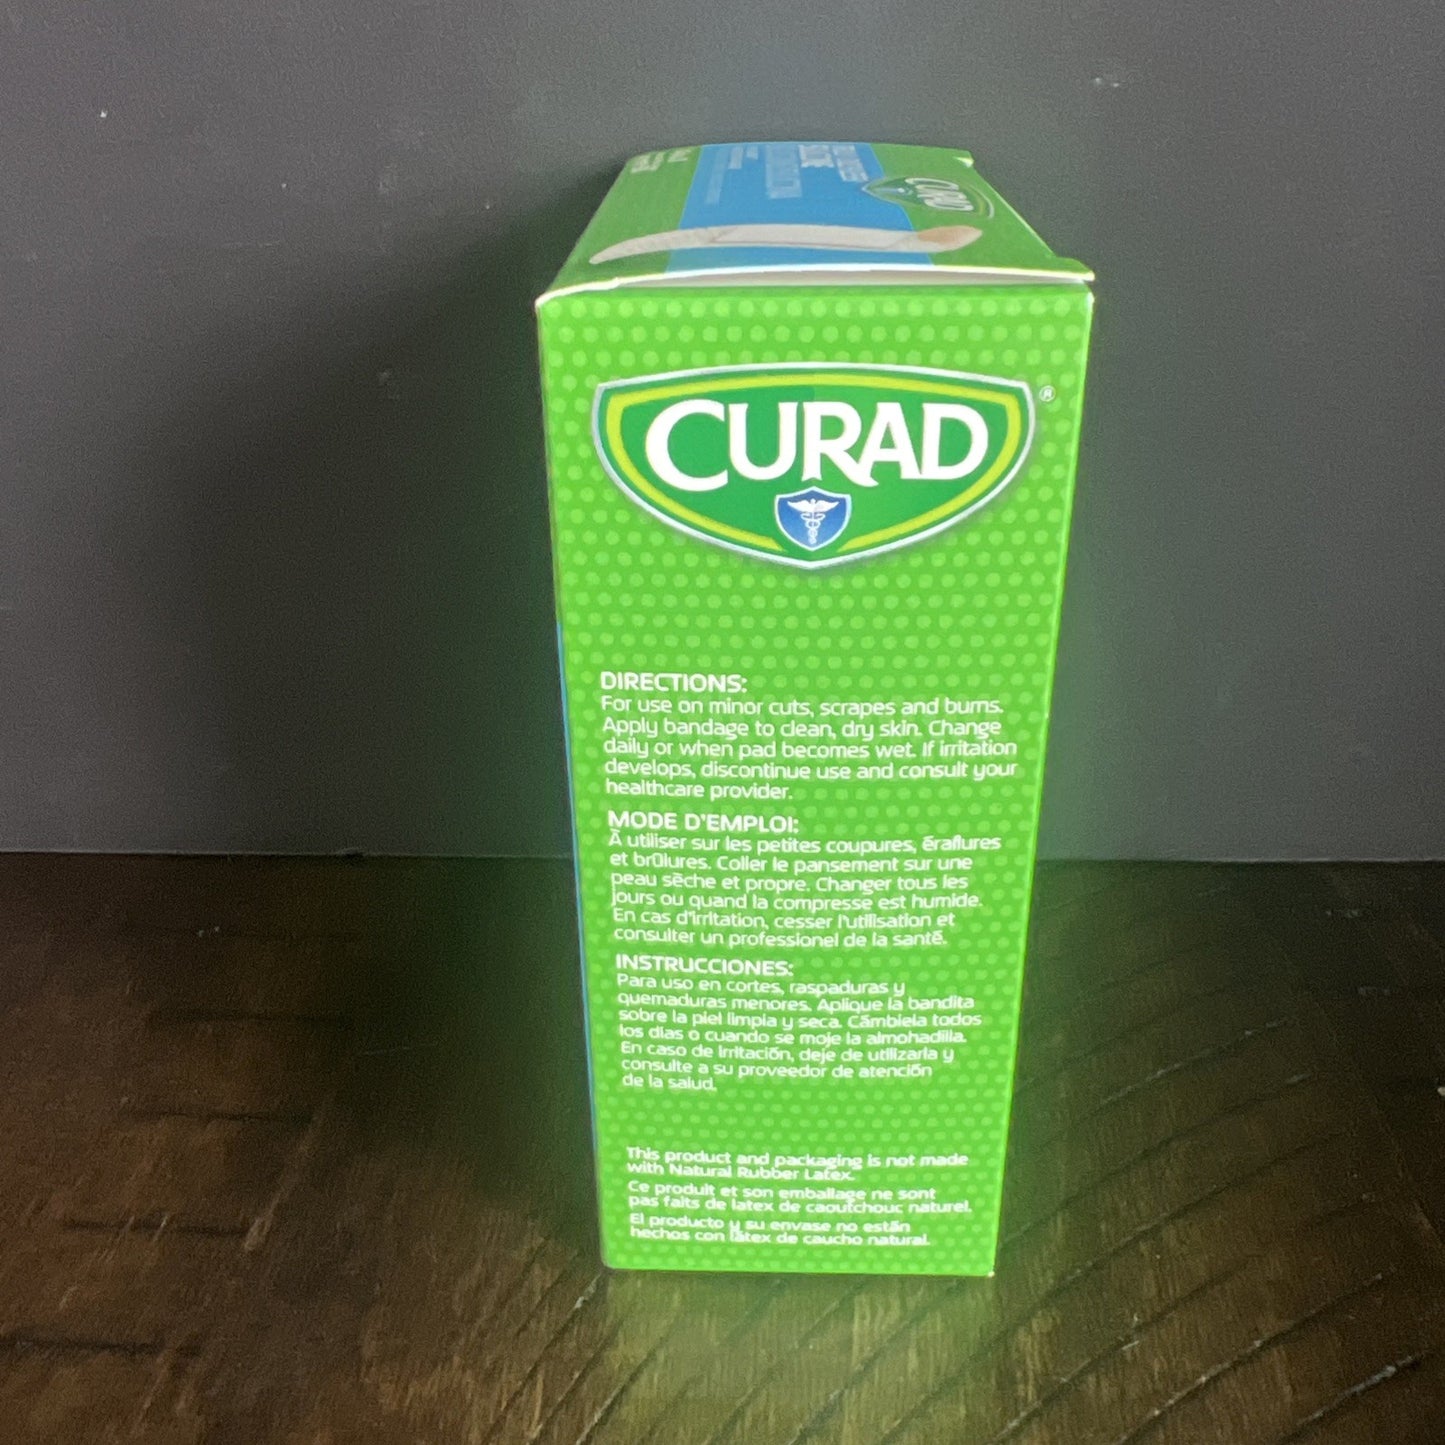 CURAD
CURAD
®
DIRECTIONS:
For use on minor cuts, scrapes and burns.
Apply bandage to clean, dry skin. Change
daily or when pad becomes wet. If irritation
develops, discontinue use and consult your
healthcare provider.
MODE D'EMPLOI:
À utiliser sur les petites coupures, éraflures
et brûlures. Coller le pansement sur une
peau sèche et propre. Changer tous les
jours ou quand la compresse est humide.
En cas d'irritation, cesser l'utilisation et
consulter un professionel de la santé.
INSTRUCCIONES:
Para uso en cortes, raspaduras y
quemaduras menores. Aplique la bandita
sobre la piel limpia y seca. Cámbiela todos
los días o cuando se moje la almohadilla.
En caso de irritación, deje de utilizarla y
consulte a su proveedor de atención
de la salud.
This product and packaging is not made
with Natural Rubber Latex.
Ce produit et son emballage ne sont
pas faits de latex de caoutchouc naturel.
El producto y su envase no están
hechos con látex de caucho natural.